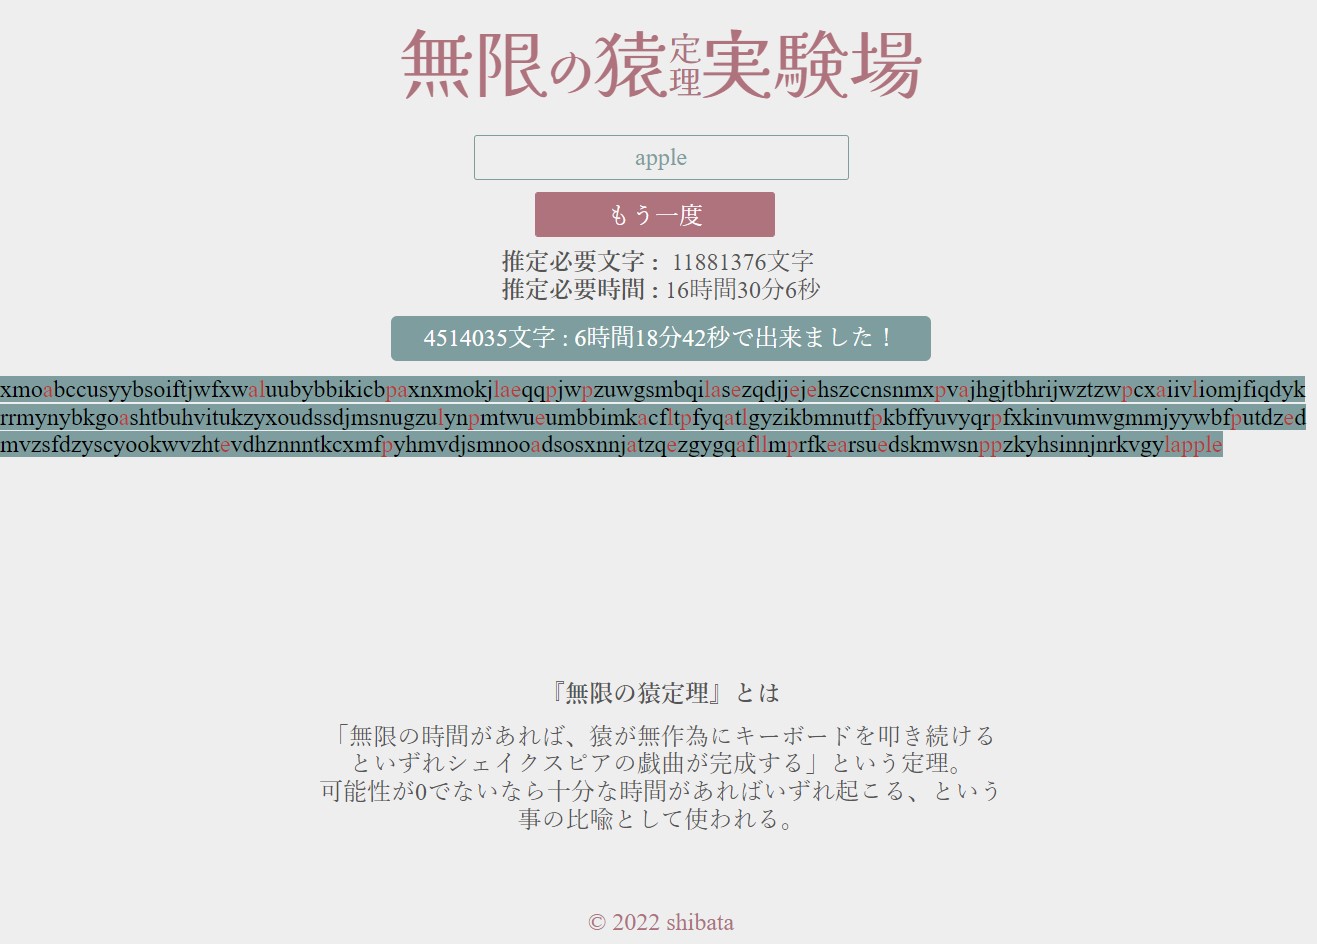 無限の猿定理実験場
apple
もう一度
推定必要文字 : 11881376文字
推定必要時間 : 16時間30分6秒
4514035文字 : 6時間18分42秒で出来ました！
xmoabccusyybsoiftjwfxwaluubybbikicbpaxnxmokjlaeqqpjwpzuwgsmbqilasezqdjjejehszccnsnmxpvajhgjtbhrijwztzwpcxaiivliomjfiqdyk
rrmynybkgoashtbuhvitukzyxoudssdjmsnugzulynpmtwueumbbimkacfltpfyqatlgyzikbmnutfpkbffyuvyqrpfxkinvumwgmmjyywbfputdzed
mvzsfdzyscyookwvzhtevdhznnntkcxmfpyhmvdjsmnooadsosxnnjatzqezgygqafllmprfkearsuedskmwsnppzkyhsinnjnrkvgylapple
『無限の猿定理』とは
「無限の時間があれば、猿が無作為にキーボードを叩き続ける
といずれシェイクスピアの戯曲が完成する」という定理。
可能性が0でないなら十分な時間があればいずれ起こる、という
事の比喩として使われる。
© 2022 shibata